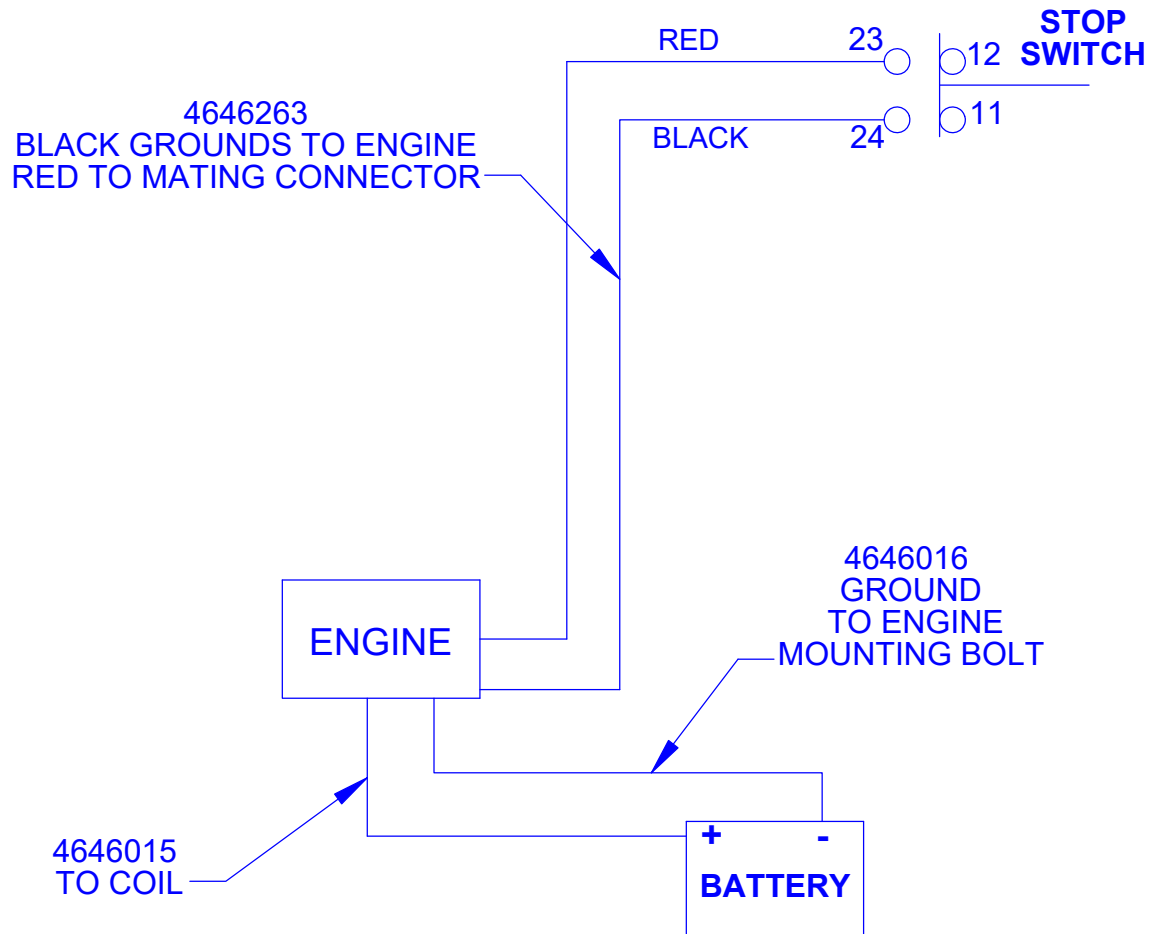 STOP
SWITCH
RED
23
12
BLACK
24
11
4646263
BLACK GROUNDS TO ENGINE
RED TO MATING CONNECTOR
ENGINE
4646016
GROUND
TO ENGINE
MOUNTING BOLT
4646015
TO COIL
+ -
BATTERY